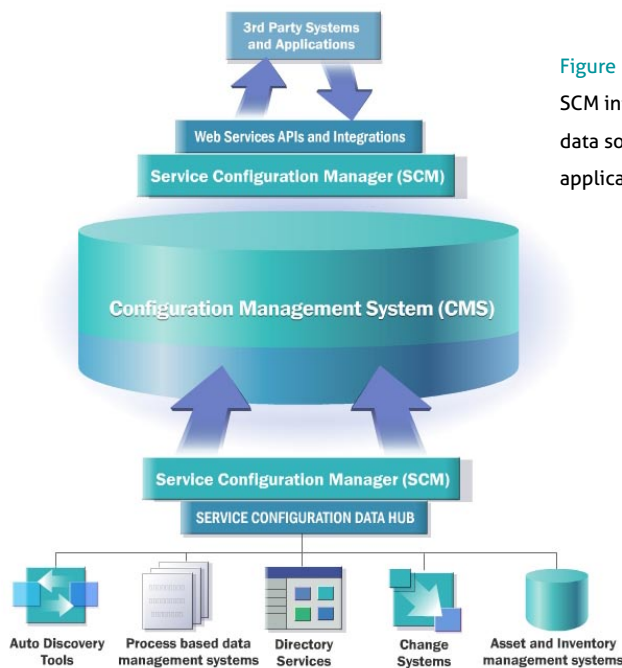 3rd Party Systems
and Applications
Figure
SCM in
data so
applica
Web Services APIs and Integrations
Service Configuration Manager (SCM)
Configuration Management System (CMS)
Service Configuration Manager (SCM)
SERVICE CONFIGURATION DATA HUB
Auto Discovery
Tools
Process based data
management systems
Directory
Services
Change
Systems
Asset and Inventory
management systems